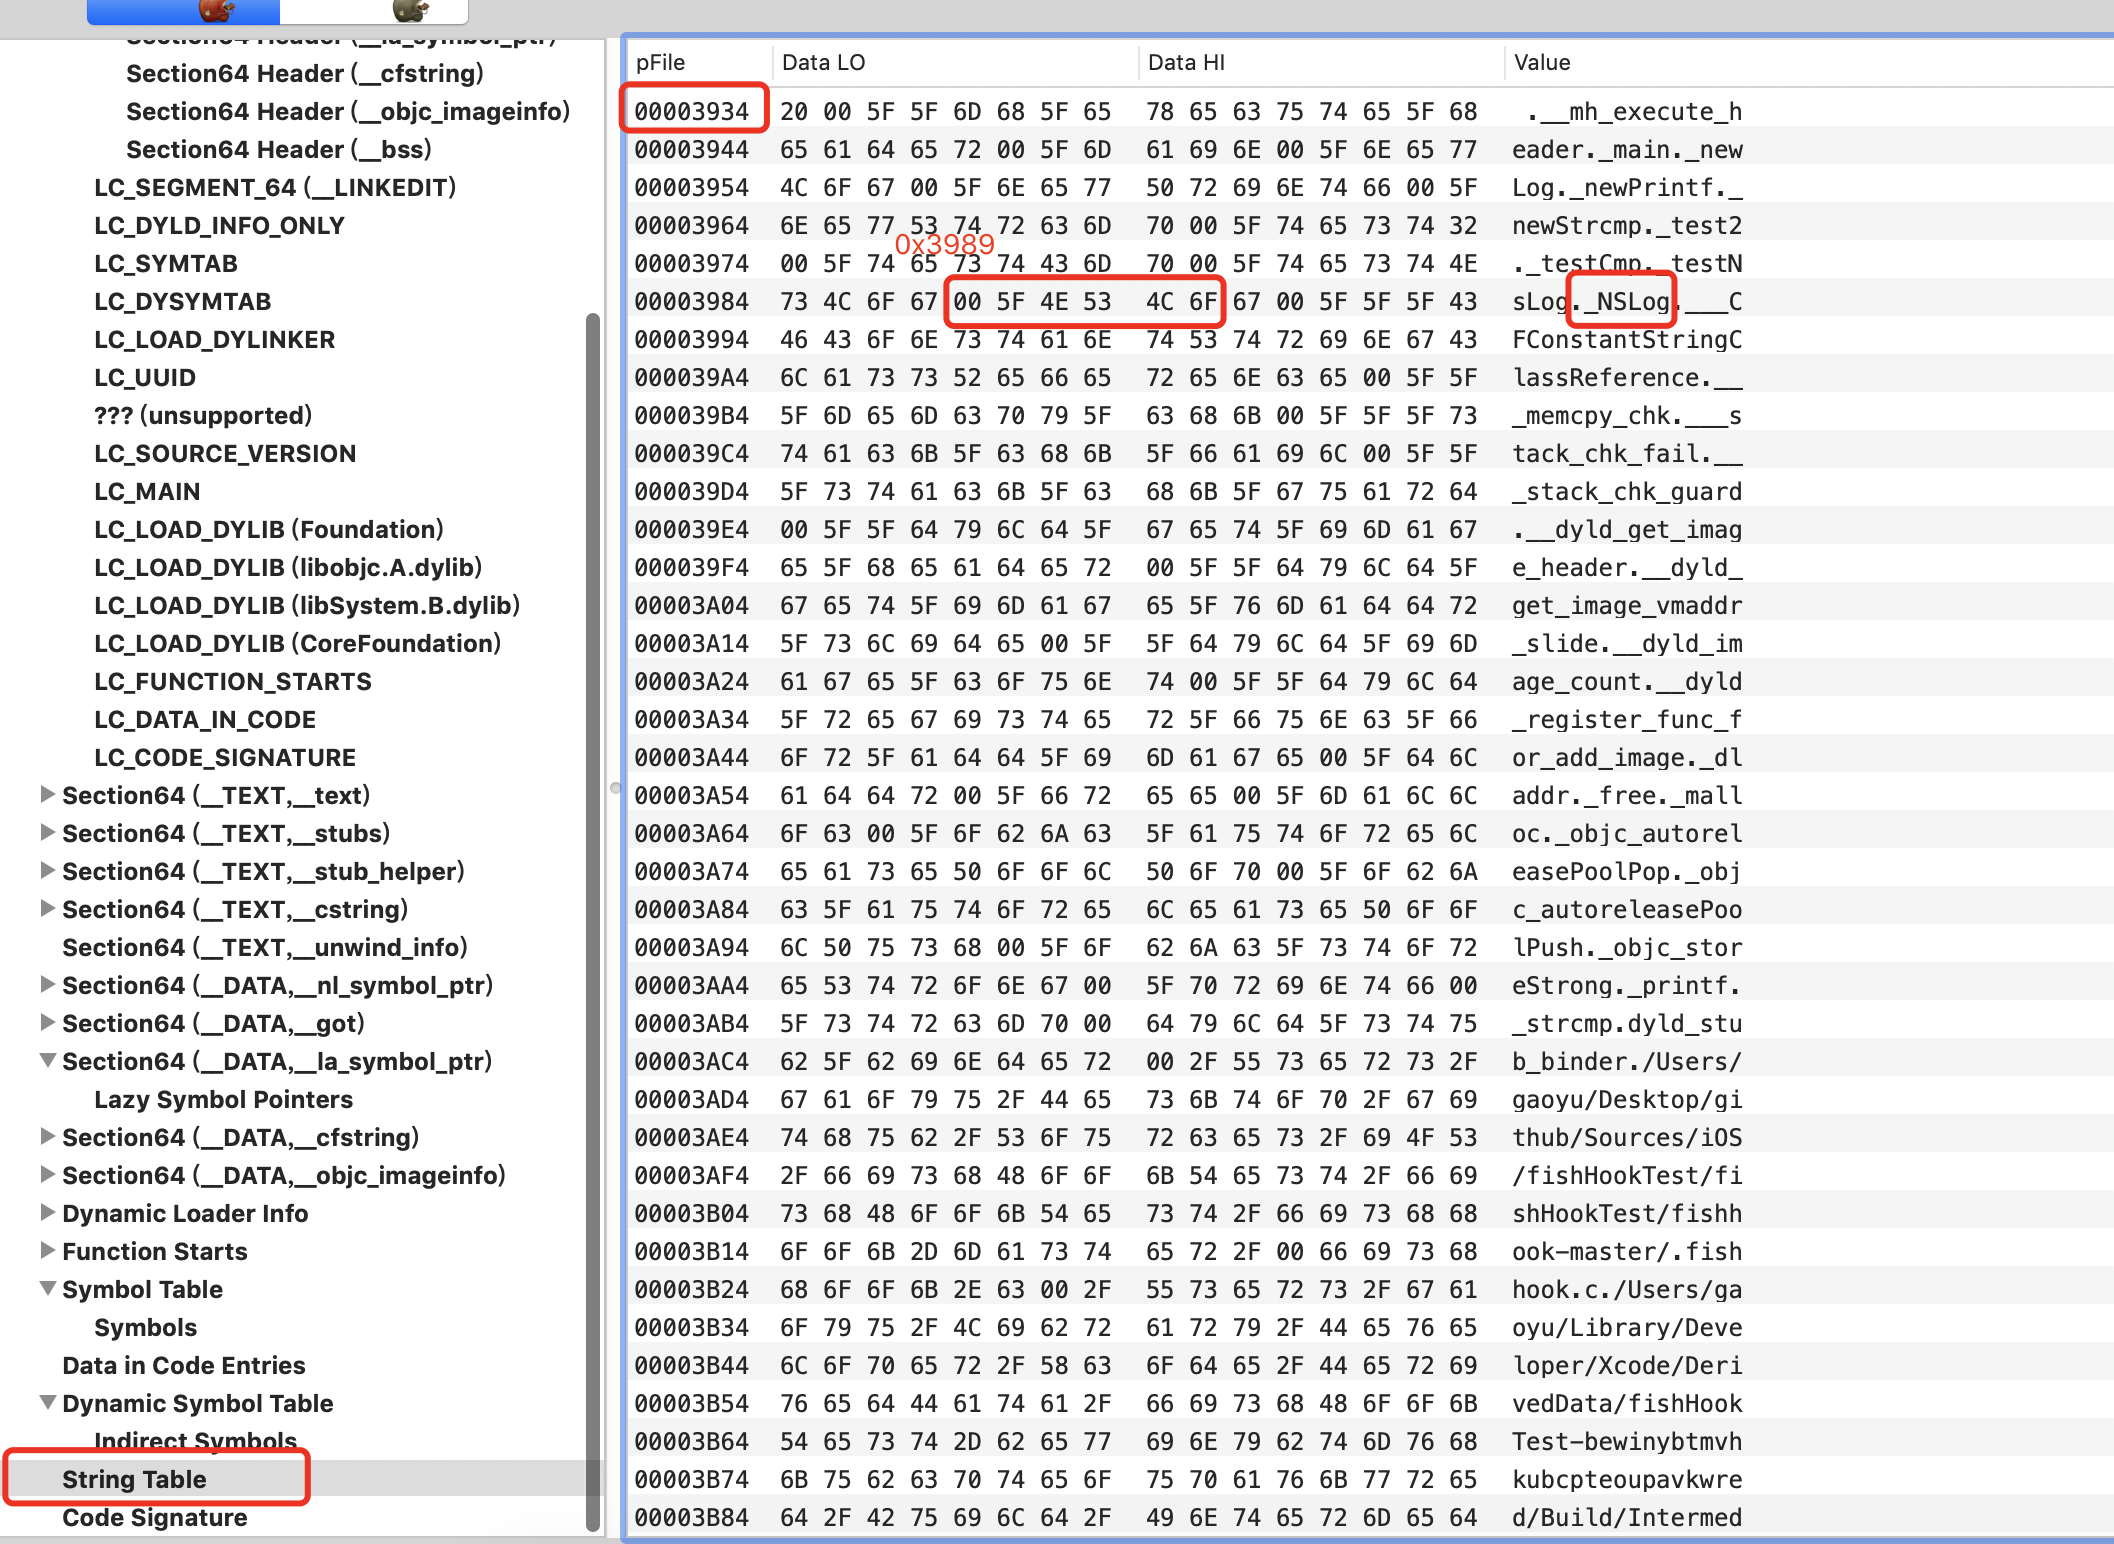 Section64 Header (__la_symbol_ptr)
Section64 Header (__cfstring)
Section64 Header (__objc_imageinfo)
Section64 Header (__bss)
LC_SEGMENT_64 (__LINKEDIT)
LC_DYLD_INFO_ONLY
LC_SYMTAB
LC_DYSYMTAB
LC_LOAD_DYLINKER
LC_UUID
??? (unsupported)
LC_SOURCE_VERSION
LC_MAIN
LC_LOAD_DYLIB (Foundation)
LC_LOAD_DYLIB (libobjc.A.dylib)
LC_LOAD_DYLIB (libSystem.B.dylib)
LC_LOAD_DYLIB (CoreFoundation)
LC_FUNCTION_STARTS
LC_DATA_IN_CODE
LC_CODE_SIGNATURE
Section64 (__TEXT,__text)
Section64 (__TEXT,__stubs)
Section64 (__TEXT,__stub_helper)
Section64 (__TEXT,__cstring)
Section64 (__TEXT,__unwind_info)
Section64 (__DATA,__nl_symbol_ptr)
Section64 (__DATA,__got)
Section64 (__DATA,__la_symbol_ptr)
Lazy Symbol Pointers
Section64 (__DATA,__cfstring)
Section64 (__DATA,__objc_imageinfo)
Dynamic Loader Info
Function Starts
Symbol Table
Symbols
Data in Code Entries
Dynamic Symbol Table
Indirect Symbols
String Table
Code Signature
pFile Data LO Data HI Value
00003934 20 00 5F 5F 6D 68 5F 65 78 65 63 75 74 65 5F 68  .__mh_execute_h
00003944 65 61 64 65 72 00 5F 6D 61 69 6E 00 5F 6E 65 77 eader._main._new
00003954 4C 6F 67 00 5F 6E 65 77 50 72 69 6E 74 66 00 5F Log._newPrintf._
00003964 6E 65 77 53 74 72 63 6D 70 00 5F 74 65 73 74 32 newStrcmp._test2
0x3989
00003974 00 5F 74 65 73 74 43 6D 70 00 5F 74 65 73 74 4E ._testCmp._testN
00003984 73 4C 6F 67 00 5F 4E 53 4C 6F 67 00 5F 5F 5F 43 sLog._NSLog.___C
00003994 46 43 6F 6E 73 74 61 6E 74 53 74 72 69 6E 67 43 FConstantStringC
000039A4 6C 61 73 73 52 65 66 65 72 65 6E 63 65 00 5F 5F lassReference.__
000039B4 5F 6D 65 6D 63 70 79 5F 63 68 6B 00 5F 5F 5F 73 _memcpy_chk.___s
000039C4 74 61 63 6B 5F 63 68 6B 5F 66 61 69 6C 00 5F 5F tack_chk_fail.__
000039D4 5F 73 74 61 63 6B 5F 63 68 6B 5F 67 75 61 72 64 _stack_chk_guard
000039E4 00 5F 5F 64 79 6C 64 5F 67 65 74 5F 69 6D 61 67 .__dyld_get_imag
000039F4 65 5F 68 65 61 64 65 72 00 5F 5F 64 79 6C 64 5F e_header.__dyld_
00003A04 67 65 74 5F 69 6D 61 67 65 5F 76 6D 61 64 64 72 get_image_vmaddr
00003A14 5F 73 6C 69 64 65 00 5F 5F 64 79 6C 64 5F 69 6D _slide.__dyld_im
00003A24 61 67 65 5F 63 6F 75 6E 74 00 5F 5F 64 79 6C 64 age_count.__dyld
00003A34 5F 72 65 67 69 73 74 65 72 5F 66 75 6E 63 5F 66 _register_func_f
00003A44 6F 72 5F 61 64 64 5F 69 6D 61 67 65 00 5F 64 6C or_add_image._dl
00003A54 61 64 64 72 00 5F 66 72 65 65 00 5F 6D 61 6C 6C addr._free._mall
00003A64 6F 63 00 5F 6F 62 6A 63 5F 61 75 74 6F 72 65 6C oc._objc_autorel
00003A74 65 61 73 65 50 6F 6F 6C 50 6F 70 00 5F 6F 62 6A easePoolPop._obj
00003A84 63 5F 61 75 74 6F 72 65 6C 65 61 73 65 50 6F 6F c_autoreleasePoo
00003A94 6C 50 75 73 68 00 5F 6F 62 6A 63 5F 73 74 6F 72 lPush._objc_stor
00003AA4 65 53 74 72 6F 6E 67 00 5F 70 72 69 6E 74 66 00 eStrong._printf.
00003AB4 5F 73 74 72 63 6D 70 00 64 79 6C 64 5F 73 74 75 _strcmp.dyld_stu
00003AC4 62 5F 62 69 6E 64 65 72 00 2F 55 73 65 72 73 2F b_binder./Users/
00003AD4 67 61 6F 79 75 2F 44 65 73 6B 74 6F 70 2F 67 69 gaoyu/Desktop/gi
00003AE4 74 68 75 62 2F 53 6F 75 72 63 65 73 2F 69 4F 53 thub/Sources/iOS
00003AF4 2F 66 69 73 68 48 6F 6F 6B 54 65 73 74 2F 66 69 /fishHookTest/fi
00003B04 73 68 48 6F 6F 6B 54 65 73 74 2F 66 69 73 68 68 shHookTest/fishh
00003B14 6F 6F 6B 2D 6D 61 73 74 65 72 2F 00 66 69 73 68 ook-master/.fish
00003B24 68 6F 6F 6B 2E 63 00 2F 55 73 65 72 73 2F 67 61 hook.c./Users/ga
00003B34 6F 79 75 2F 4C 69 62 72 61 72 79 2F 44 65 76 65 oyu/Library/Deve
00003B44 6C 6F 70 65 72 2F 58 63 6F 64 65 2F 44 65 72 69 loper/Xcode/Deri
00003B54 76 65 64 44 61 74 61 2F 66 69 73 68 48 6F 6F 6B vedData/fishHook
00003B64 54 65 73 74 2D 62 65 77 69 6E 79 62 74 6D 76 68 Test-bewinybtmvh
00003B74 6B 75 62 63 70 74 65 6F 75 70 61 76 6B 77 72 65 kubcpteoupavkwre
00003B84 64 2F 42 75 69 6C 64 2F 49 6E 74 65 72 6D 65 64 d/Build/Intermed